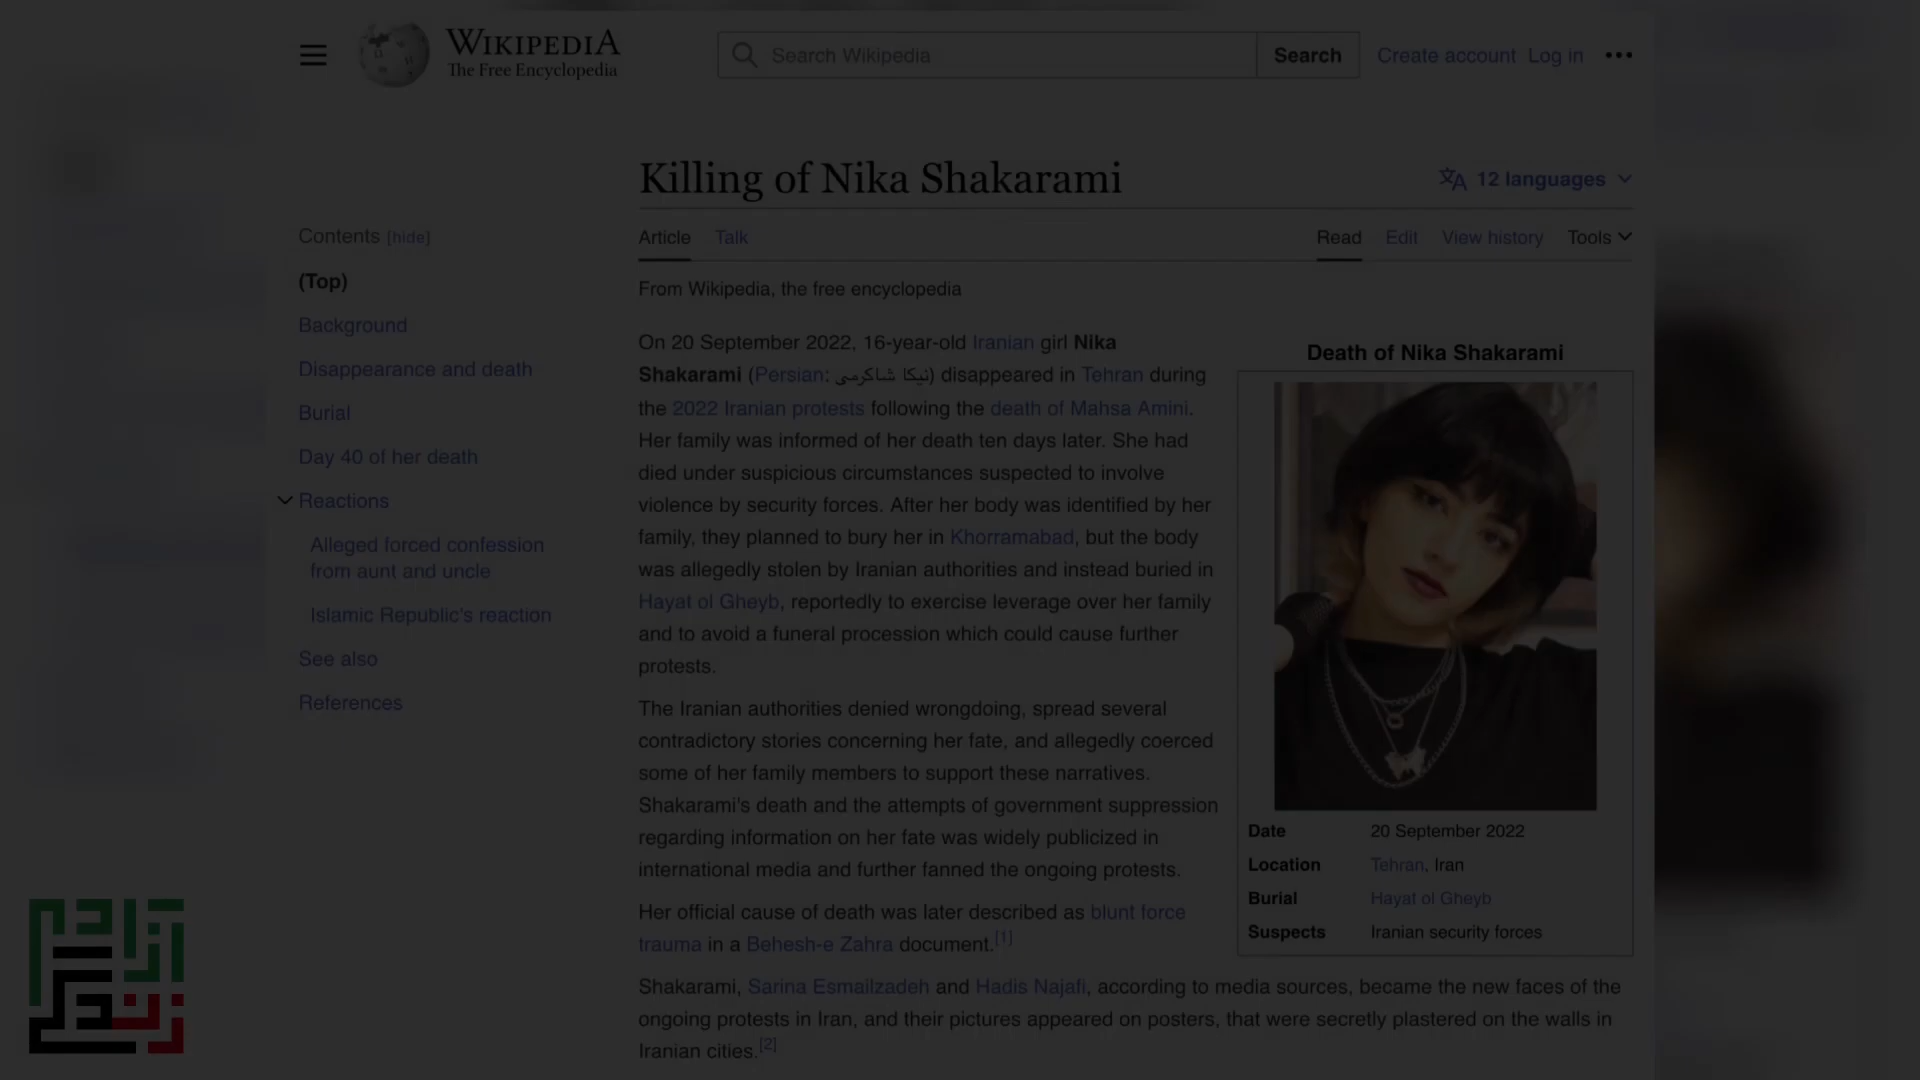 WIKIPEDIA
The Free Encyclopedia
Search Wikipedia
Search
Create account Log in
Killing of Nika Shakarami
12 languages
Contents [hide]
(Top)
Background
Disappearance and death
Burial
Day 40 of her death
Reactions
Alleged forced confession
from aunt and uncle
Islamic Republic's reaction
See also
References
Article Talk
Read Edit View history Tools
From Wikipedia, the free encyclopedia
On 20 September 2022, 16-year-old Iranian girl Nika
Shakarami (Persian: نیکا شاکرمی) disappeared in Tehran during
the 2022 Iranian protests following the death of Mahsa Amini.
Her family was informed of her death ten days later. She had
died under suspicious circumstances suspected to involve
violence by security forces. After her body was identified by her
family, they planned to bury her in Khorramabad, but the body
was allegedly stolen by Iranian authorities and instead buried in
Hayat ol Gheyb, reportedly to exercise leverage over her family
and to avoid a funeral procession which could cause further
protests.
The Iranian authorities denied wrongdoing, spread several
contradictory stories concerning her fate, and allegedly coerced
some of her family members to support these narratives.
Shakarami's death and the attempts of government suppression
regarding information on her fate was widely publicized in
international media and further fanned the ongoing protests.
Her official cause of death was later described as blunt force
trauma in a Behesh-e Zahra document.[1]
Shakarami, Sarina Esmailzadeh and Hadis Najafi, according to media sources, became the new faces of the
ongoing protests in Iran, and their pictures appeared on posters, that were secretly plastered on the walls in
Iranian cities.[2]
Death of Nika Shakarami
Date 20 September 2022
Location Tehran, Iran
Burial Hayat ol Gheyb
Suspects Iranian security forces